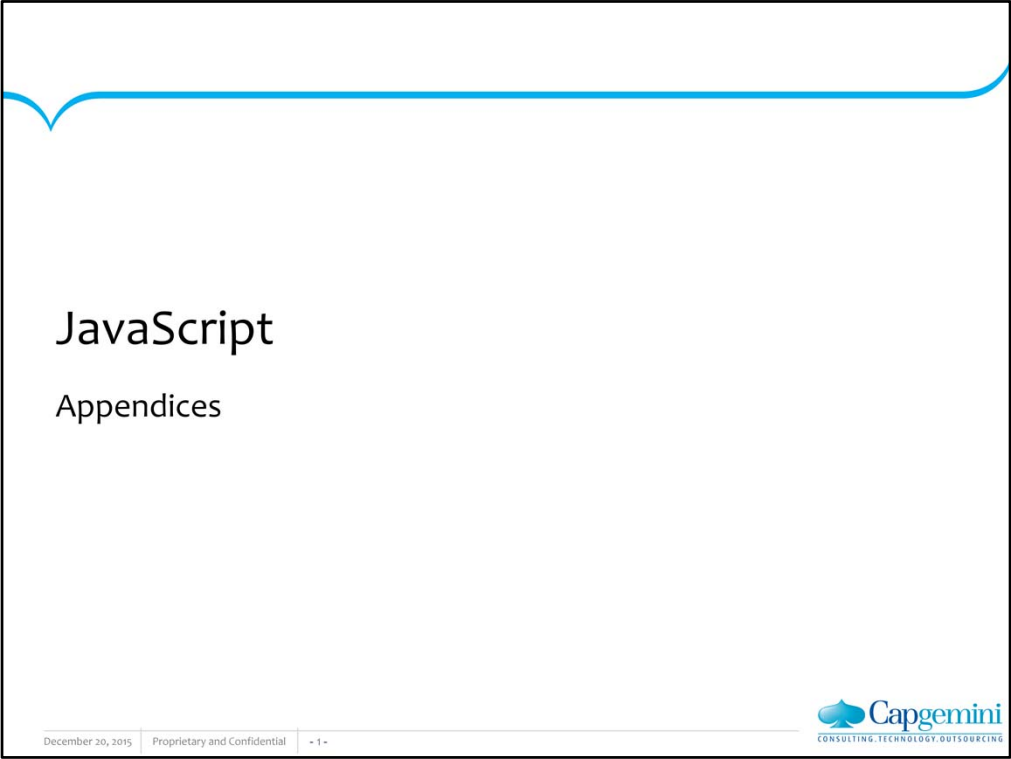 JavaScript
Appendices
December 20, 2015 Proprietary and Confidential - 1 -
Capgemini
CONSULTING.TECHNOLOGY.OUTSOURCING